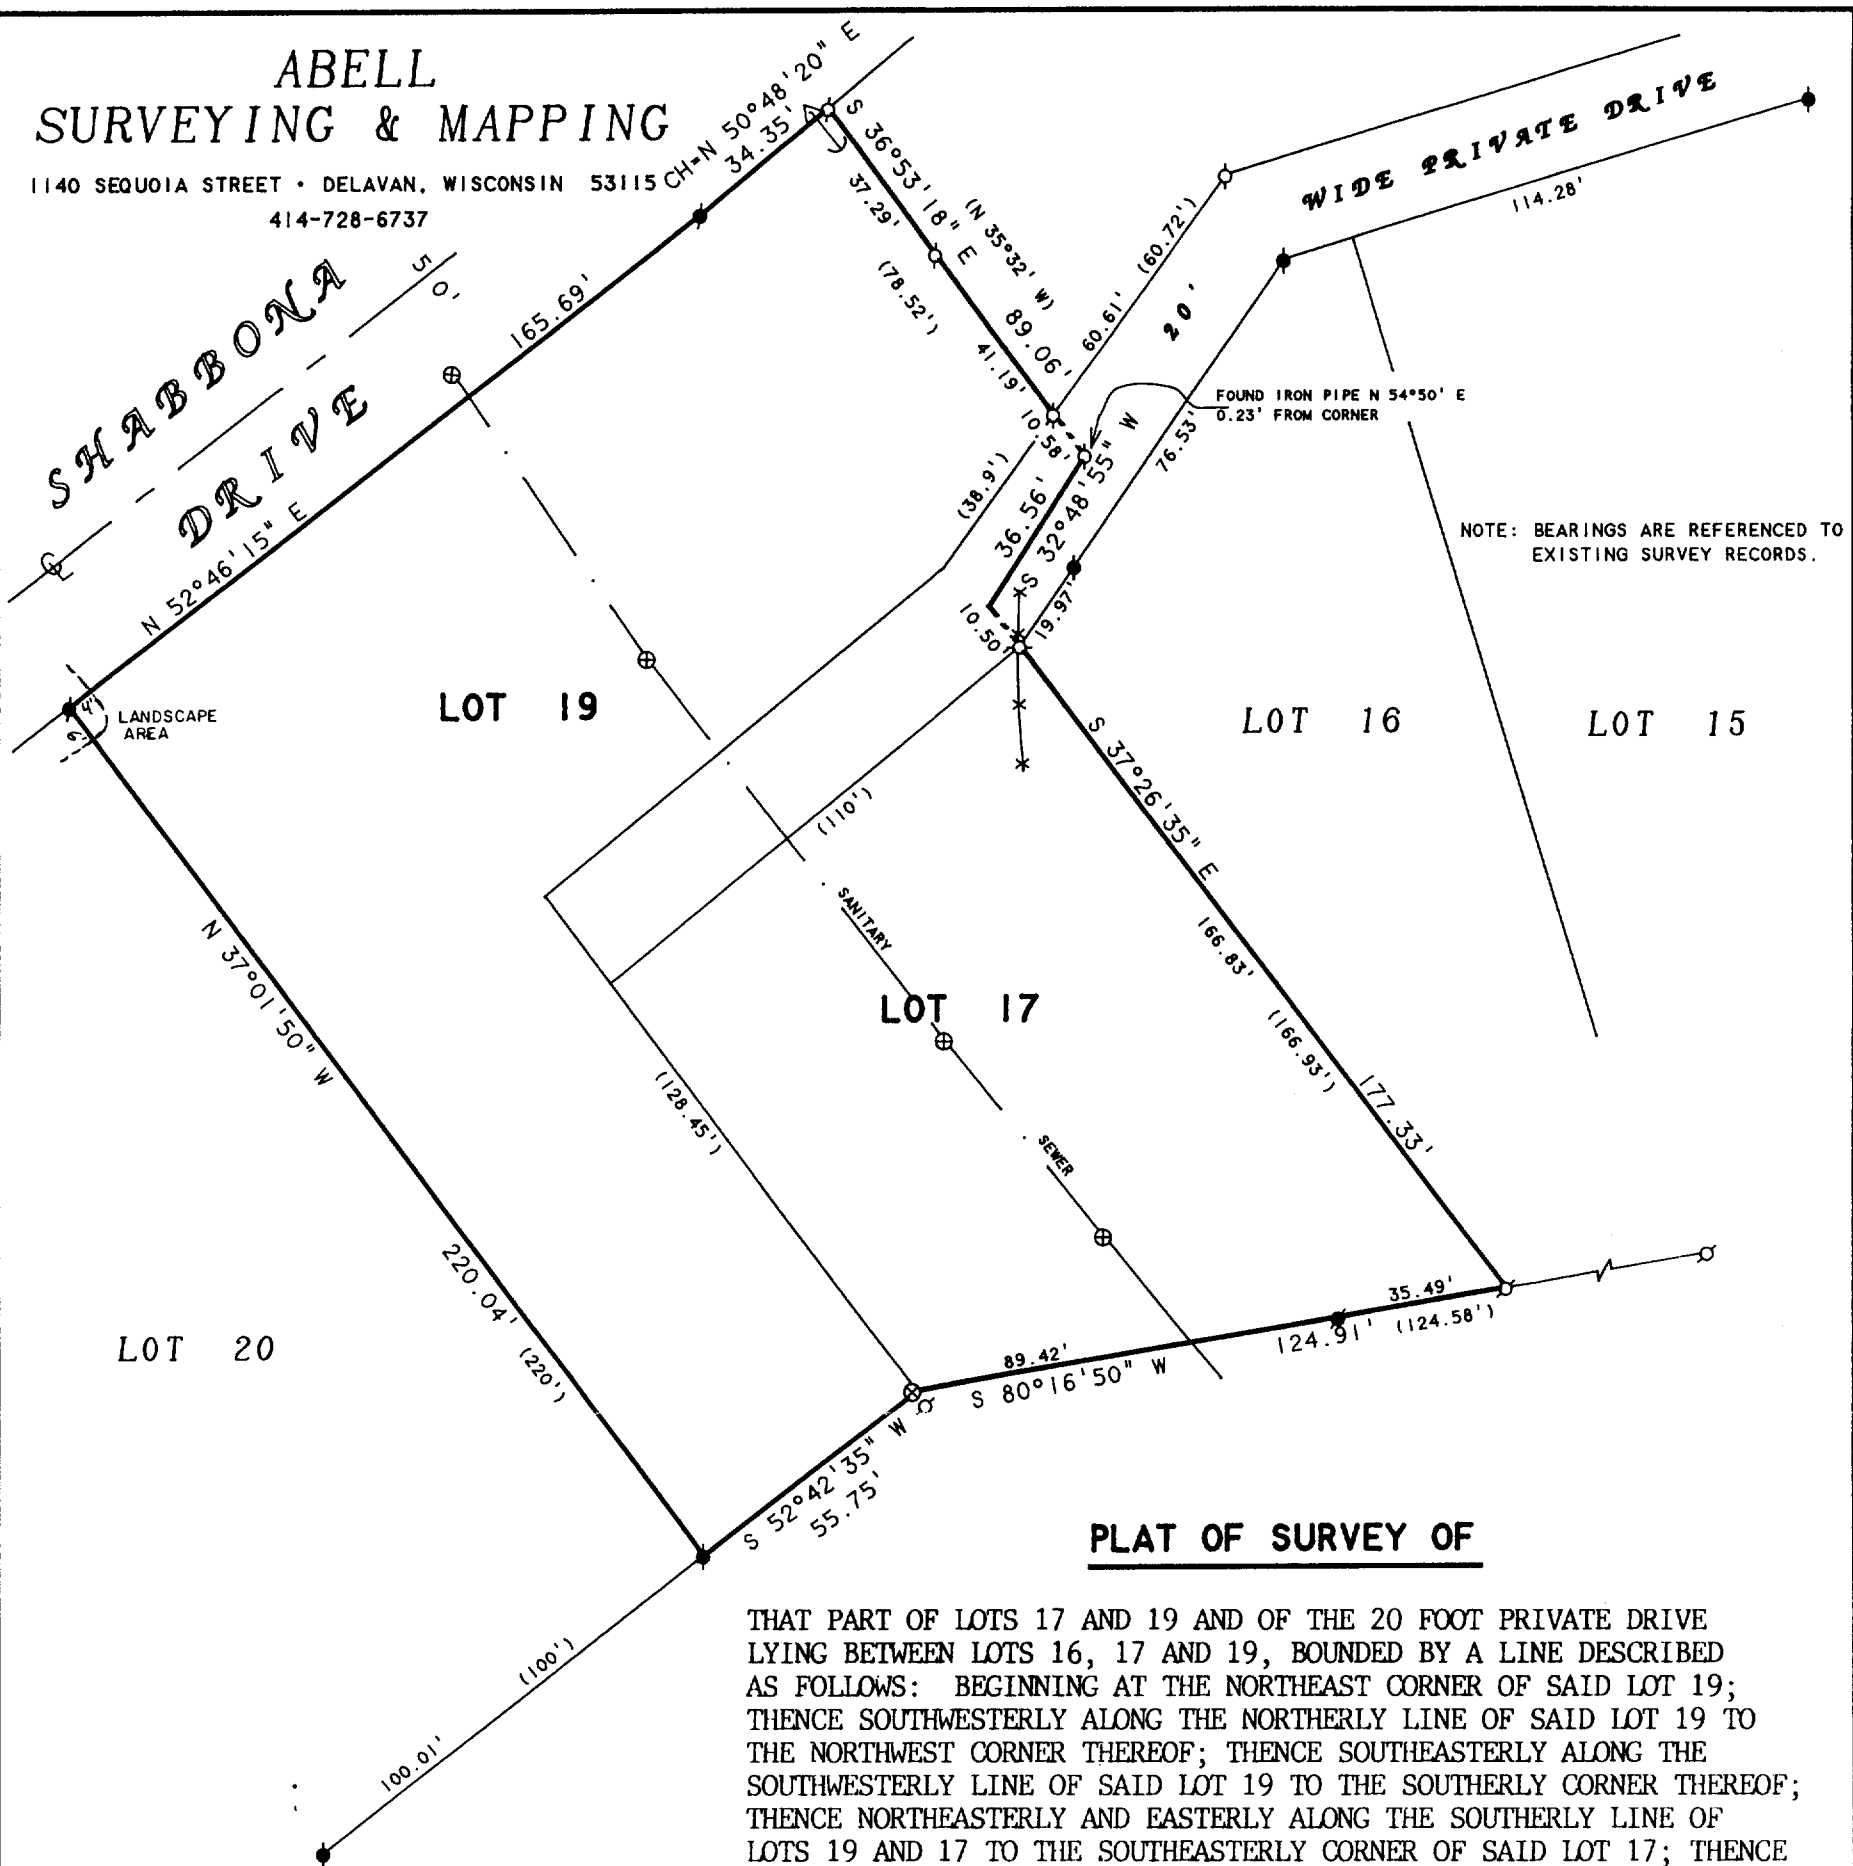 ABELL
SURVEYING & MAPPING
1140 SEQUOIA STREET • DELAVAN, WISCONSIN 53115
414-728-6737
CH=N 50°48'20" E
34.35'
S 36°53'18" E
37.29'
(N 35°32' W)
(78.52')
89.06'
41.19'
10.58'
WIDE PRIVATE DRIVE
114.28'
(60.72')
60.61'
20'
SHABBONA
DRIVE
50'
165.69'
N 52°46'15" E
℄
FOUND IRON PIPE N 54°50' E
0.23' FROM CORNER
76.53'
(38.9')
36.56'
S 32°48'55" W
19.97'
10.50'
NOTE: BEARINGS ARE REFERENCED TO
EXISTING SURVEY RECORDS.
4'
6'
LANDSCAPE
AREA
LOT 19
LOT 16
LOT 15
(110')
S 37°26'35" E
166.83'
(166.93')
177.33'
SANITARY
LOT 17
SEWER
N 37°01'50" W
220.04'
(220')
(128.45')
LOT 20
35.49'
124.91' (124.58')
89.42'
S 80°16'50" W
S 52°42'35" W
55.75'
(100')
100.01'
PLAT OF SURVEY OF
THAT PART OF LOTS 17 AND 19 AND OF THE 20 FOOT PRIVATE DRIVE
LYING BETWEEN LOTS 16, 17 AND 19, BOUNDED BY A LINE DESCRIBED
AS FOLLOWS: BEGINNING AT THE NORTHEAST CORNER OF SAID LOT 19;
THENCE SOUTHWESTERLY ALONG THE NORTHERLY LINE OF SAID LOT 19 TO
THE NORTHWEST CORNER THEREOF; THENCE SOUTHEASTERLY ALONG THE
SOUTHWESTERLY LINE OF SAID LOT 19 TO THE SOUTHERLY CORNER THEREOF;
THENCE NORTHEASTERLY AND EASTERLY ALONG THE SOUTHERLY LINE OF
LOTS 19 AND 17 TO THE SOUTHEASTERLY CORNER OF SAID LOT 17; THENCE